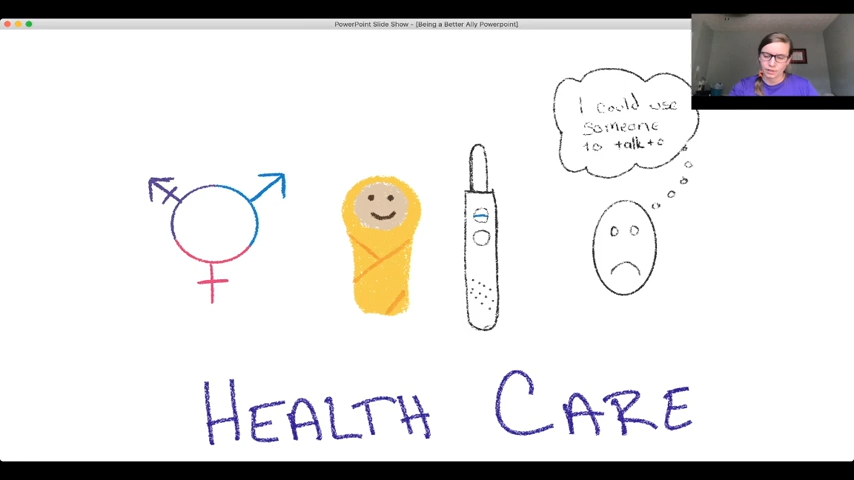 PowerPoint Slide Show - [Being a Better Ally Powerpoint]
I could use
someone
to talk to
HEALTH CARE